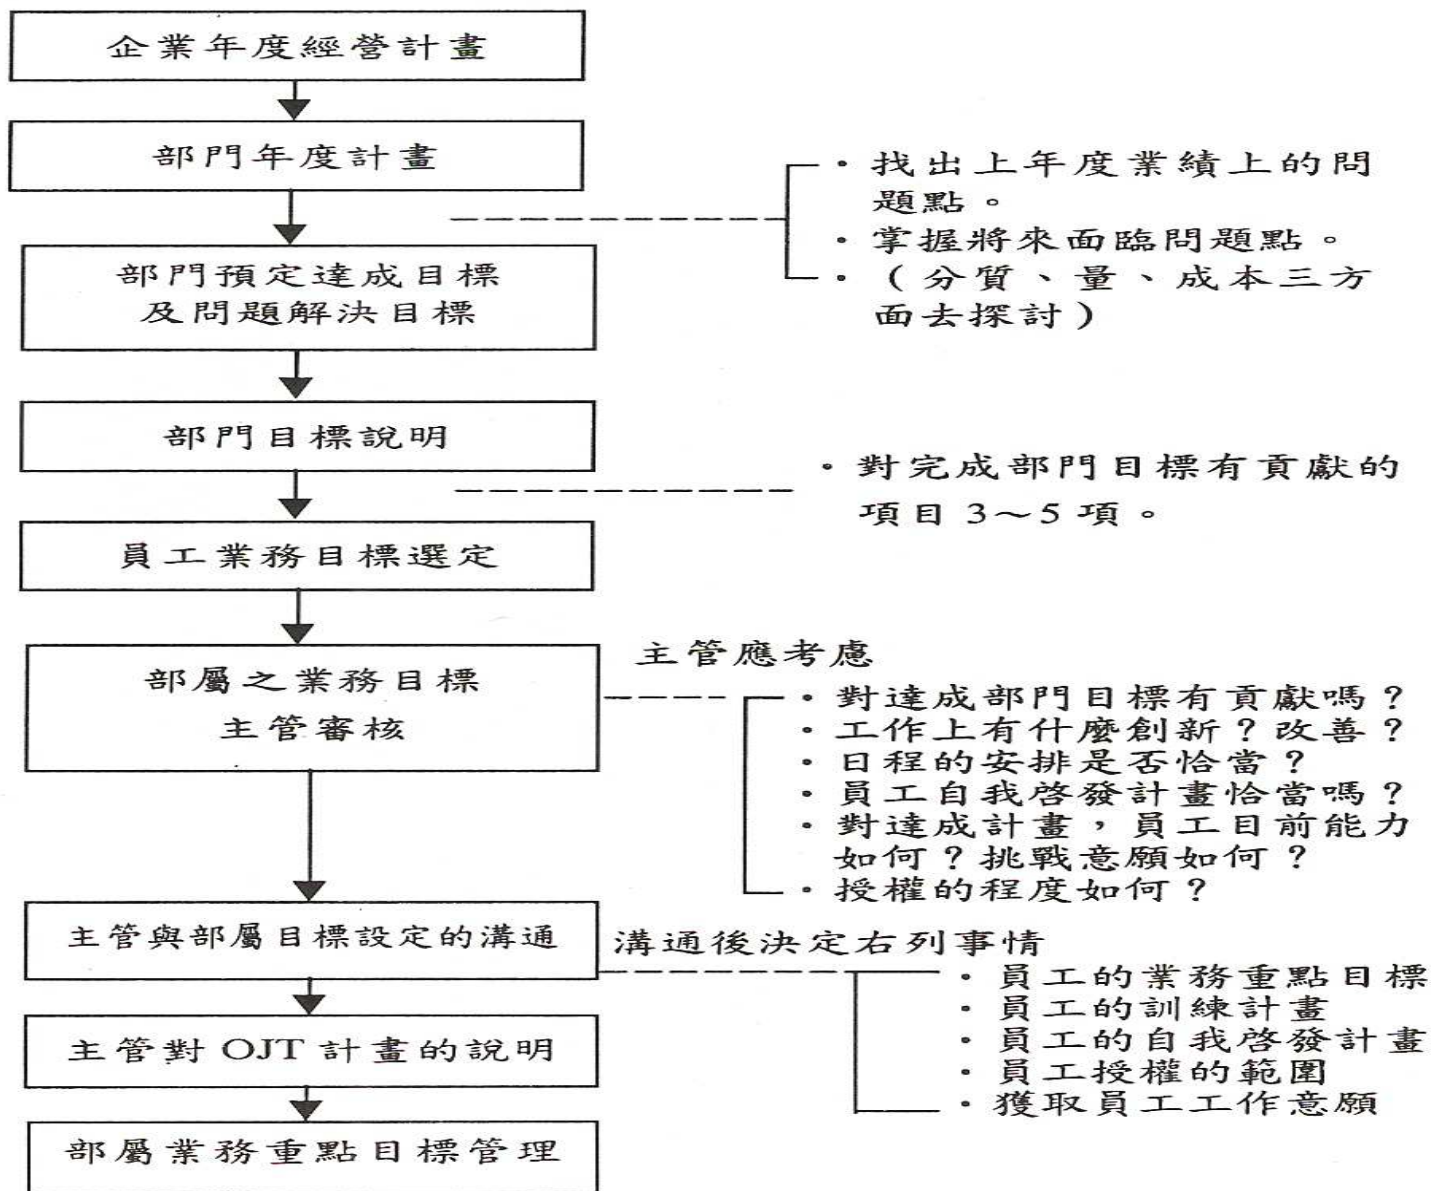 企業年度經營計畫
部門年度計畫
・找出上年度業績上的問
題點。
・掌握將來面臨問題點。
・（分質、量、成本三方
面去探討）
部門預定達成目標
及問題解決目標
部門目標說明
・對完成部門目標有貢獻的
項目 3～5 項。
員工業務目標選定
部屬之業務目標
主管審核
主管應考慮
・對達成部門目標有貢獻嗎？
・工作上有什麼創新？改善？
・日程的安排是否恰當？
・員工自我啓發計畫恰當嗎？
・對達成計畫，員工目前能力
如何？挑戰意願如何？
・授權的程度如何？
主管與部屬目標設定的溝通
溝通後決定右列事情
・員工的業務重點目標
・員工的訓練計畫
・員工的自我啓發計畫
・員工授權的範圍
・獲取員工工作意願
主管對 OJT 計畫的說明
部屬業務重點目標管理